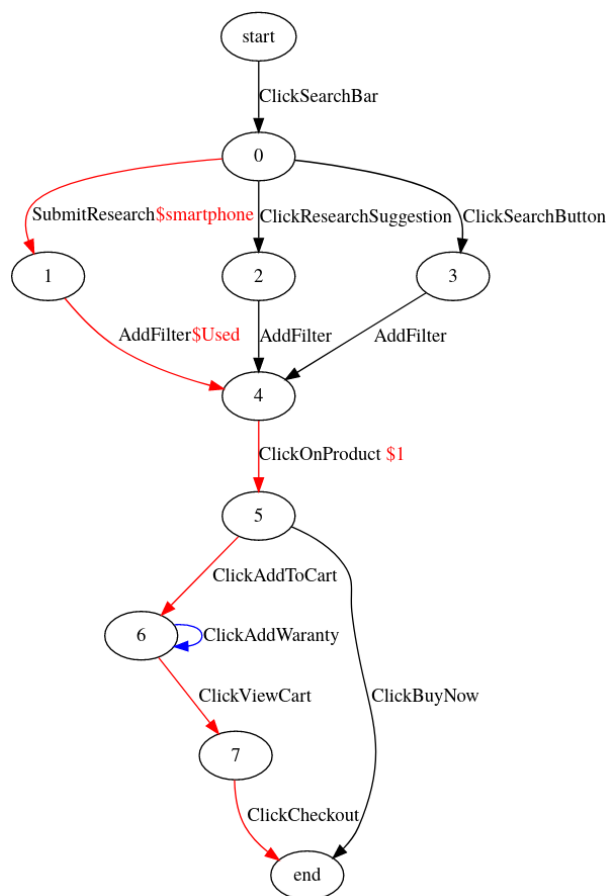 start
ClickSearchBar
0
SubmitResearch$smartphone
ClickResearchSuggestion
ClickSearchButton
1
2
3
AddFilter$Used
AddFilter
AddFilter
4
ClickOnProduct $1
5
ClickAddToCart
6
ClickAddWaranty
ClickViewCart
ClickBuyNow
7
ClickCheckout
end